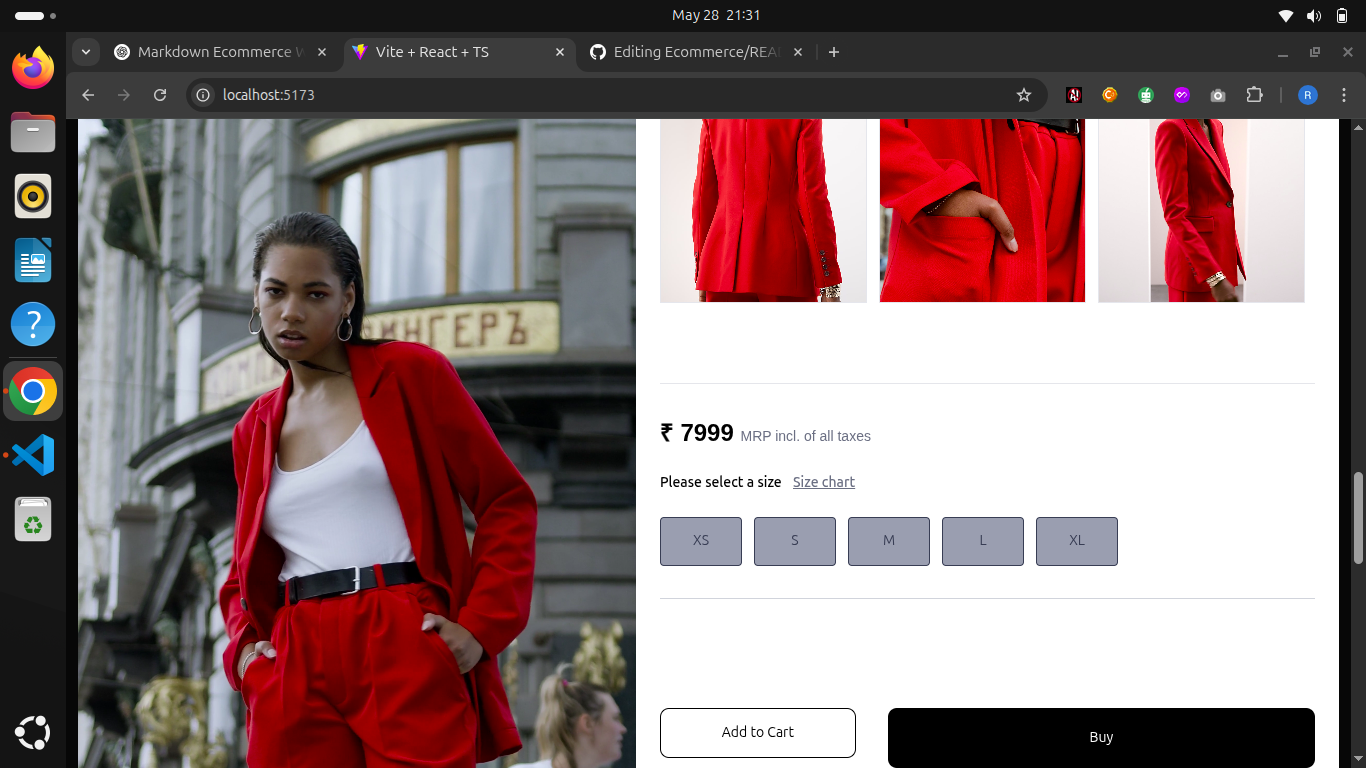 May 28 21:31
Markdown Ecommerce W
Vite + React + TS
Editing Ecommerce/REA
localhost:5173
R
ИНГЕРЪ
₹ 7999 MRP incl. of all taxes
Please select a size Size chart
XS S M L XL
Add to Cart Buy